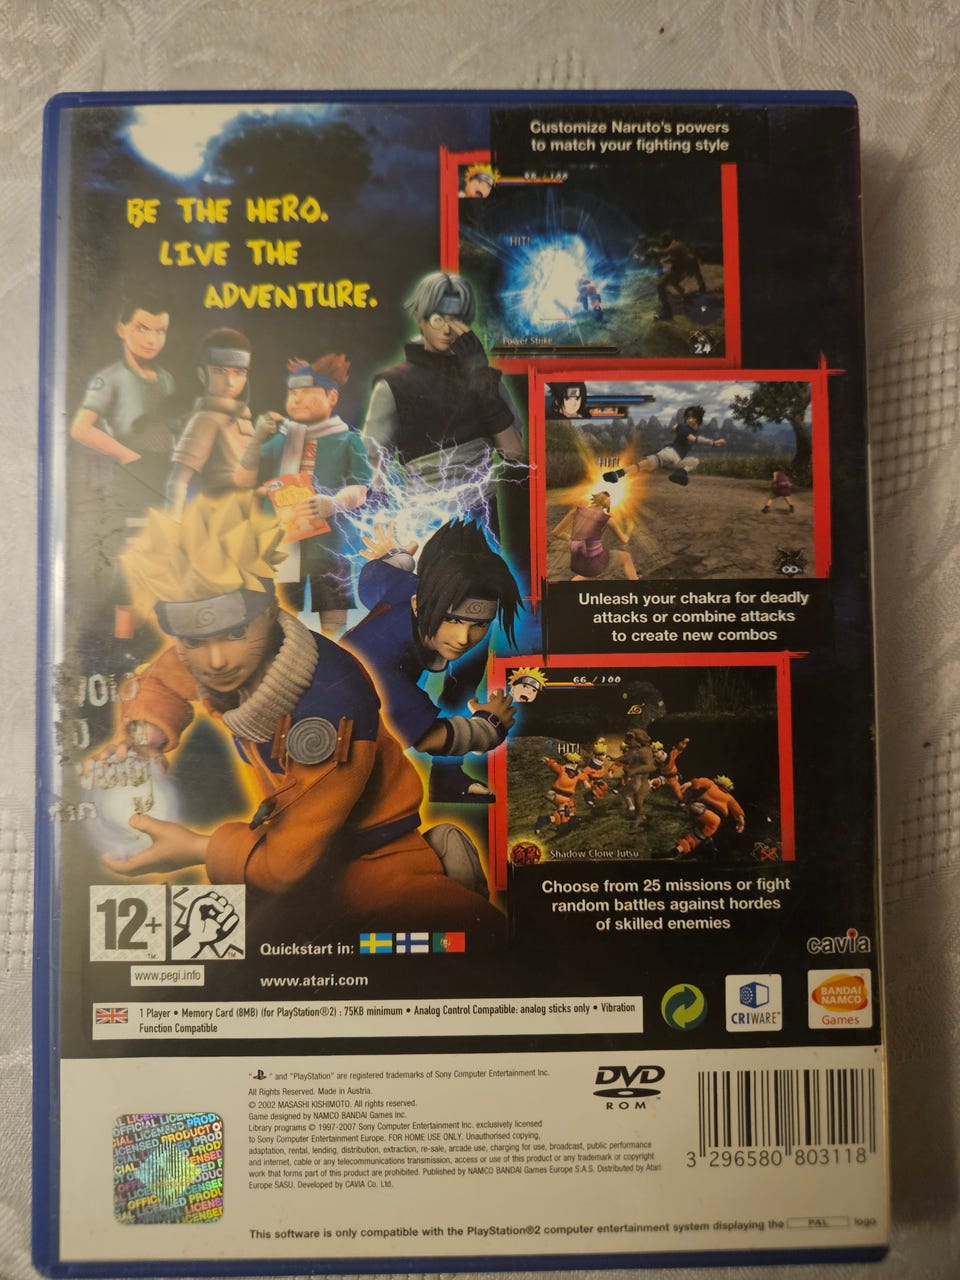 Customize Naruto's powers
to match your fighting style
BE THE HERO.
LIVE THE
ADVENTURE.
HIT!
Power Strike
24
HIT!
Unleash your chakra for deadly
attacks or combine attacks
to create new combos
66 / 100
HIT!
Shadow Clone Jutsu
Choose from 25 missions or fight
random battles against hordes
of skilled enemies
12+
TM
TM
www.pegi.info
Quickstart in:
www.atari.com
cavia
CRIWARE
BANDAI
NAMCO
Games
1 Player • Memory Card (8MB) (for PlayStation®2) : 75KB minimum • Analog Control Compatible: analog sticks only • Vibration
Function Compatible
" " and "PlayStation" are registered trademarks of Sony Computer Entertainment Inc.
All Rights Reserved. Made in Austria.
© 2002 MASASHI KISHIMOTO. All rights reserved.
Game designed by NAMCO BANDAI Games Inc.
Library programs © 1997-2007 Sony Computer Entertainment Inc. exclusively licensed
to Sony Computer Entertainment Europe. FOR HOME USE ONLY. Unauthorised copying,
adaptation, rental, lending, distribution, extraction, re-sale, arcade use, charging for use, broadcast, public performance
and internet, cable or any telecommunications transmission, access or use of this product or any trademark or copyright
work that forms part of this product are prohibited. Published by NAMCO BANDAI Games Europe S.A.S. Distributed by Atari
Europe SASU. Developed by CAVIA Co. Ltd.
DVD
ROM
3 296580 803118
OFFICIAL LICENSED PRODUCT
This software is only compatible with the PlayStation®2 computer entertainment system displaying the PAL logo